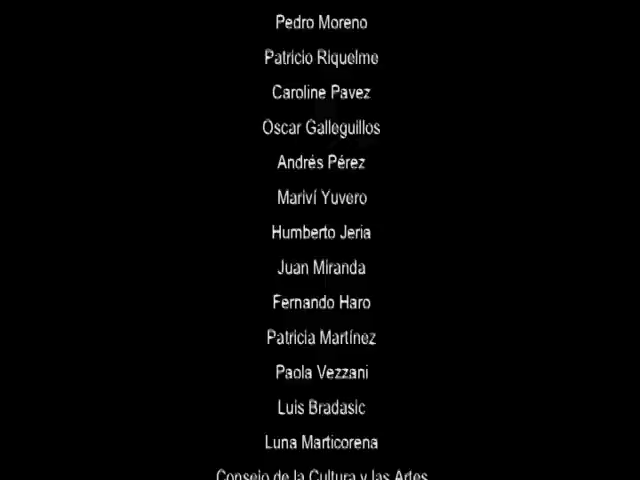 Pedro Moreno
Patricio Riquelme
Caroline Pavez
Oscar Galleguillos
Andrés Pérez
Mariví Yuvero
Humberto Jeria
Juan Miranda
Fernando Haro
Patricia Martínez
Paola Vezzani
Luis Bradasic
Luna Marticorena
Consejo de la Cultura y las Artes